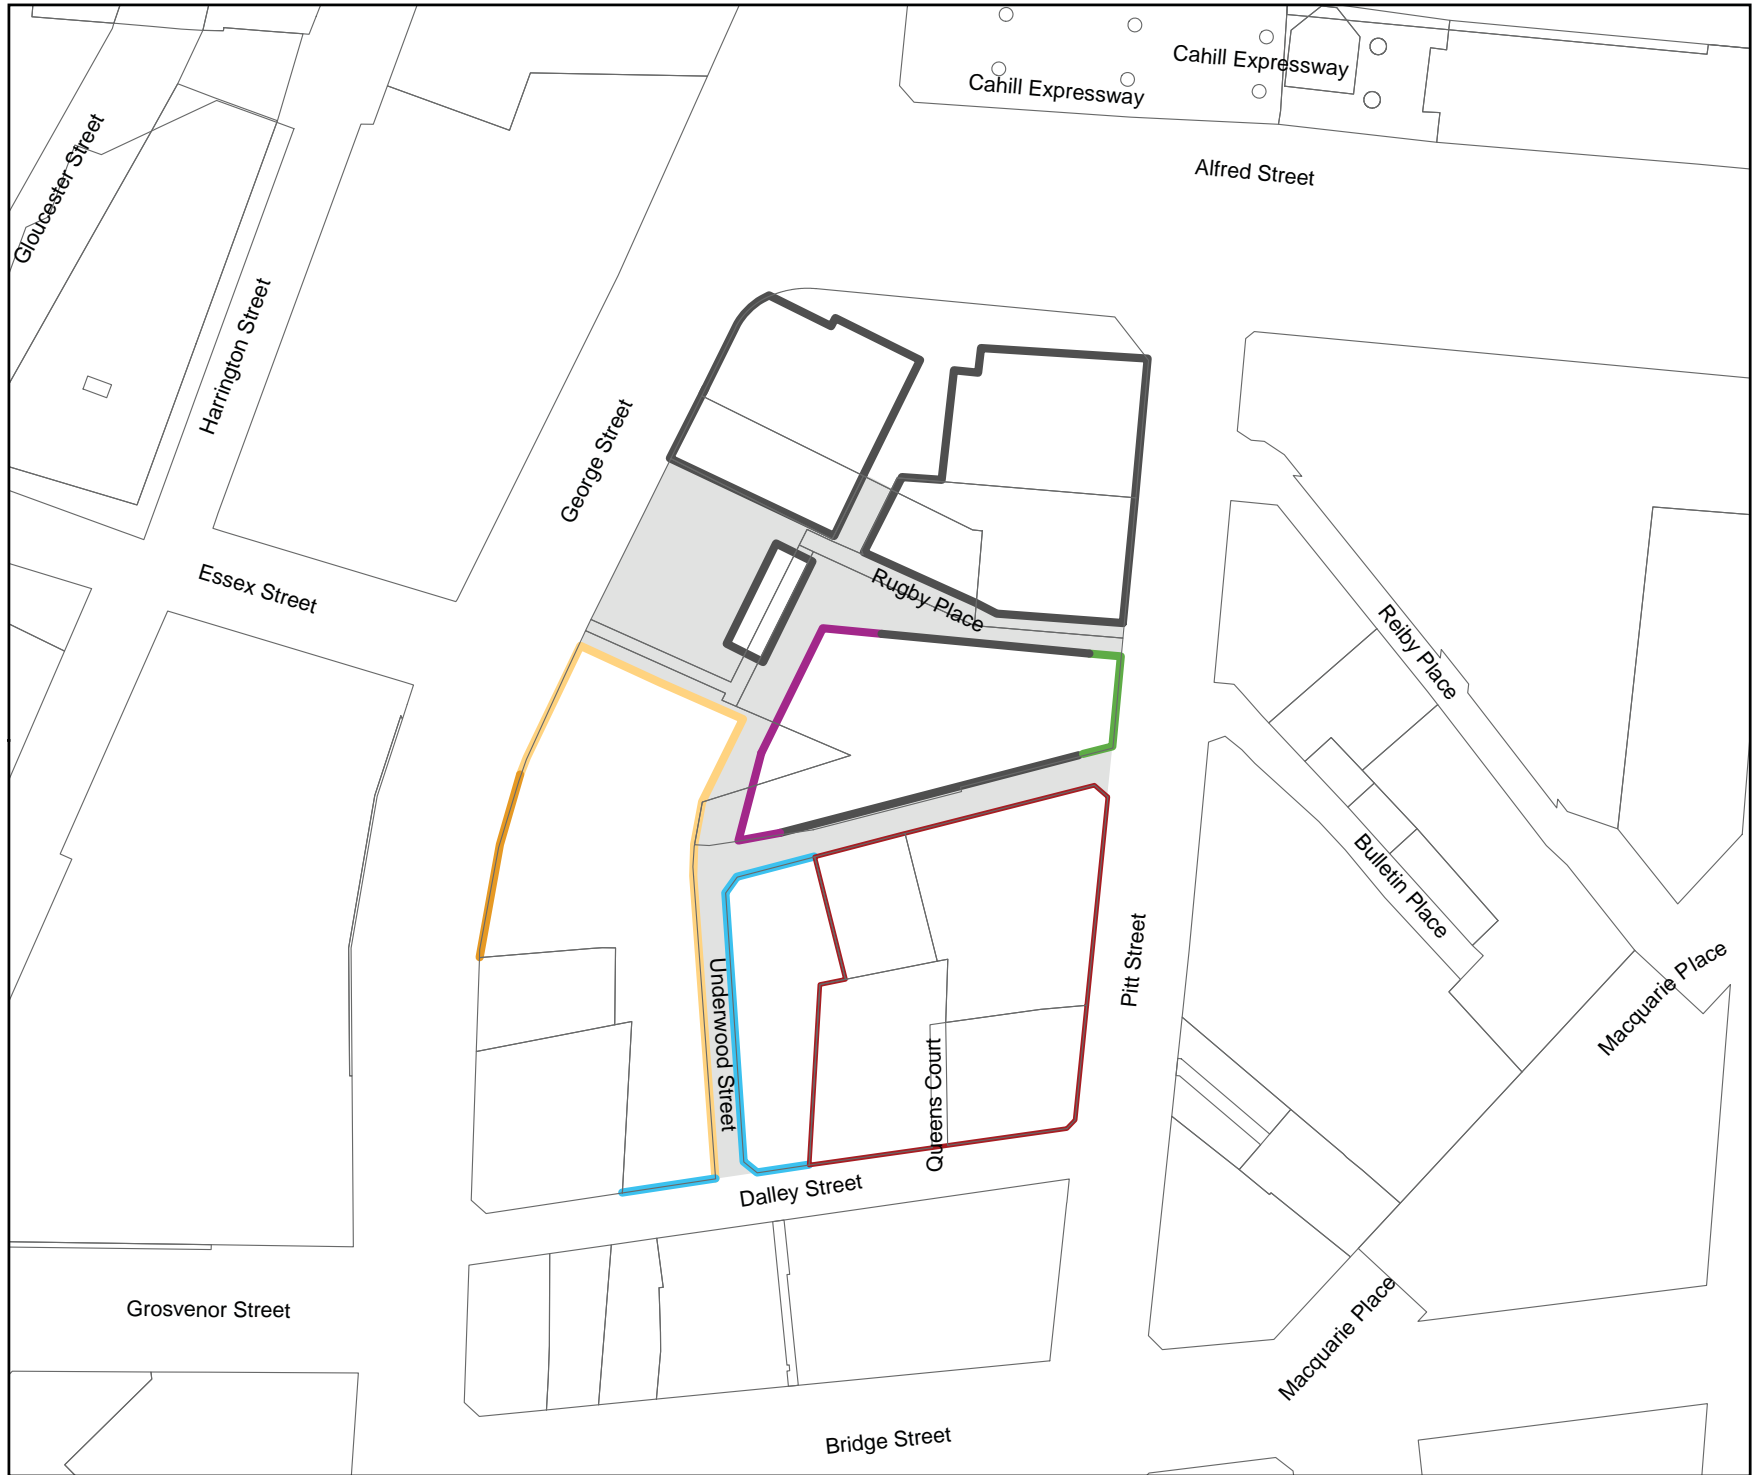 Cahill Expressway
Cahill Expressway
Gloucester Street
Alfred Street
Harrington Street
George Street
Essex Street
Rugby Place
Reiby Place
Bulletin Place
Pitt Street
Macquarie Place
Underwood Street
Queens Court
Dalley Street
Grosvenor Street
Macquarie Place
Bridge Street